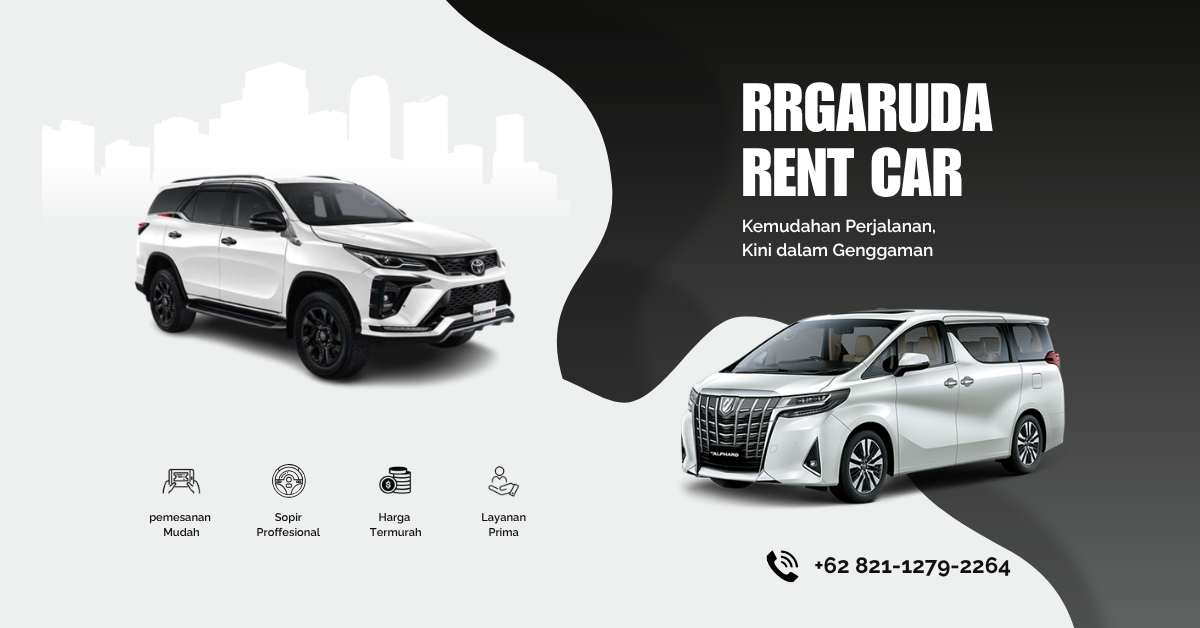 RRGARUDA
RENT CAR
Kemudahan Perjalanan,
Kini dalam Genggaman
pemesanan
Mudah
Sopir
Proffesional
Harga
Termurah
Layanan
Prima
+62 821-1279-2264
ALPHARD